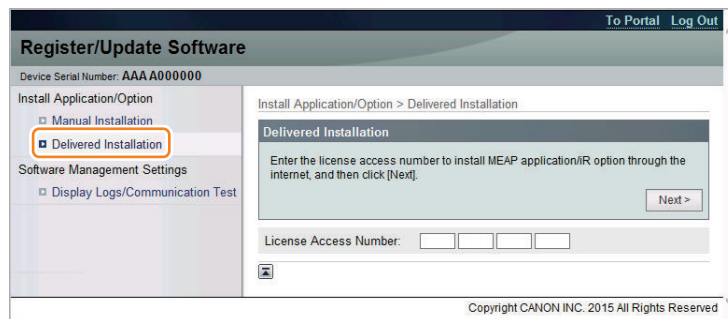 To Portal Log Out
Register/Update Software
Device Serial Number: AAAA000000
Install Application/Option
Manual Installation
Delivered Installation
Software Management Settings
Display Logs/Communication Test
Install Application/Option > Delivered Installation
Delivered Installation
Enter the license access number to install MEAP application/iR option through the
internet, and then click [Next].
Next >
License Access Number:
Copyright CANON INC. 2015 All Rights Reserved